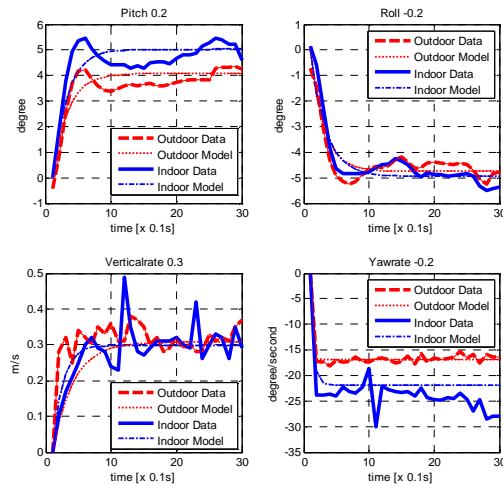 Pitch 0.2
degree
6
5
4
3
2
1
0
-1
0
10
20
30
time [x 0.1s]
Outdoor Data
Outdoor Model
Indoor Data
Indoor Model
Roll -0.2
degree
1
0
-1
-2
-3
-4
-5
-6
0
10
20
30
time [x 0.1s]
Outdoor Data
Outdoor Model
Indoor Data
Indoor Model
Verticalrate 0.3
m/s
0.5
0.4
0.3
0.2
0.1
0
0
10
20
30
time [x 0.1s]
Outdoor Data
Outdoor Model
Indoor Data
Indoor Model
Yawrate -0.2
degree/second
0
-5
-10
-15
-20
-25
-30
-35
0
10
20
30
time [x 0.1s]
Outdoor Data
Outdoor Model
Indoor Data
Indoor Model